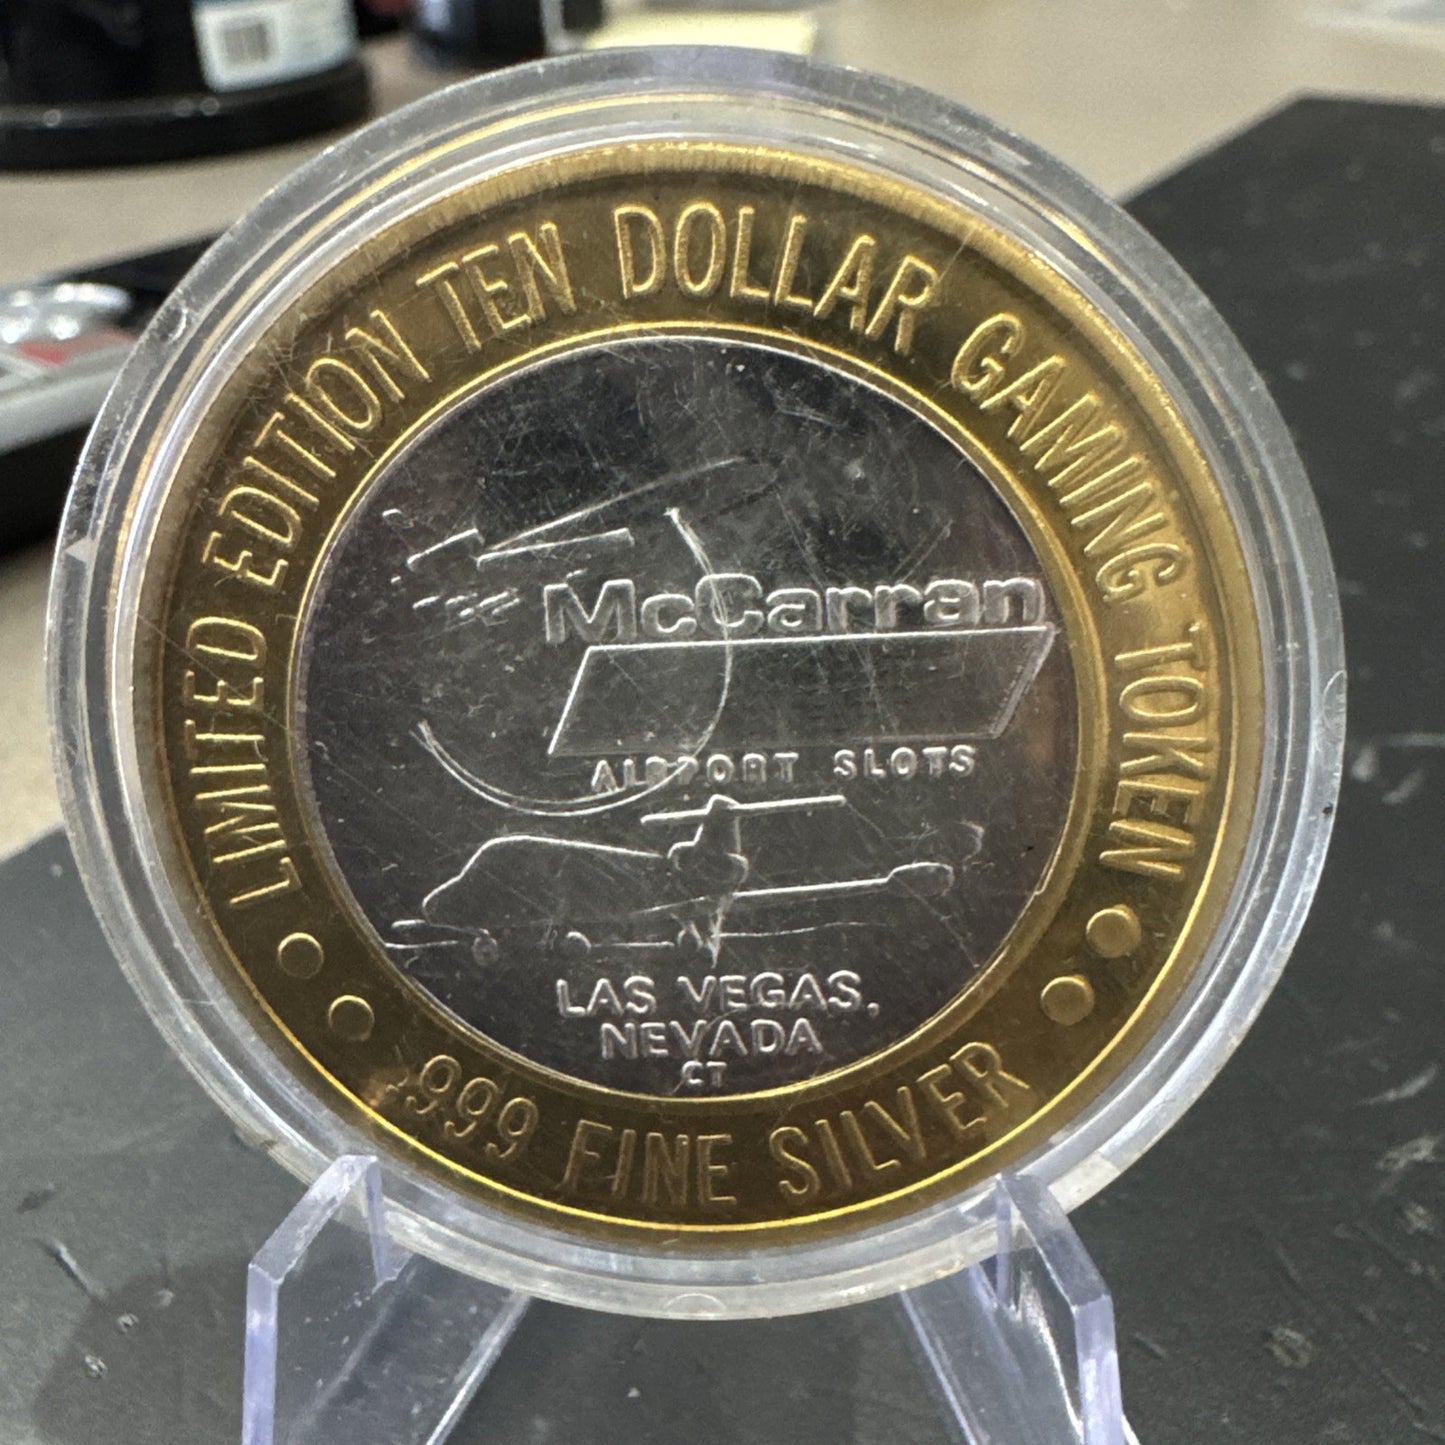 LIMITED EDITION TEN DOLLAR GAMING TOKEN
McCarran
AIRPORT SLOTS
LAS VEGAS,
NEVADA
CT
.999 FINE SILVER